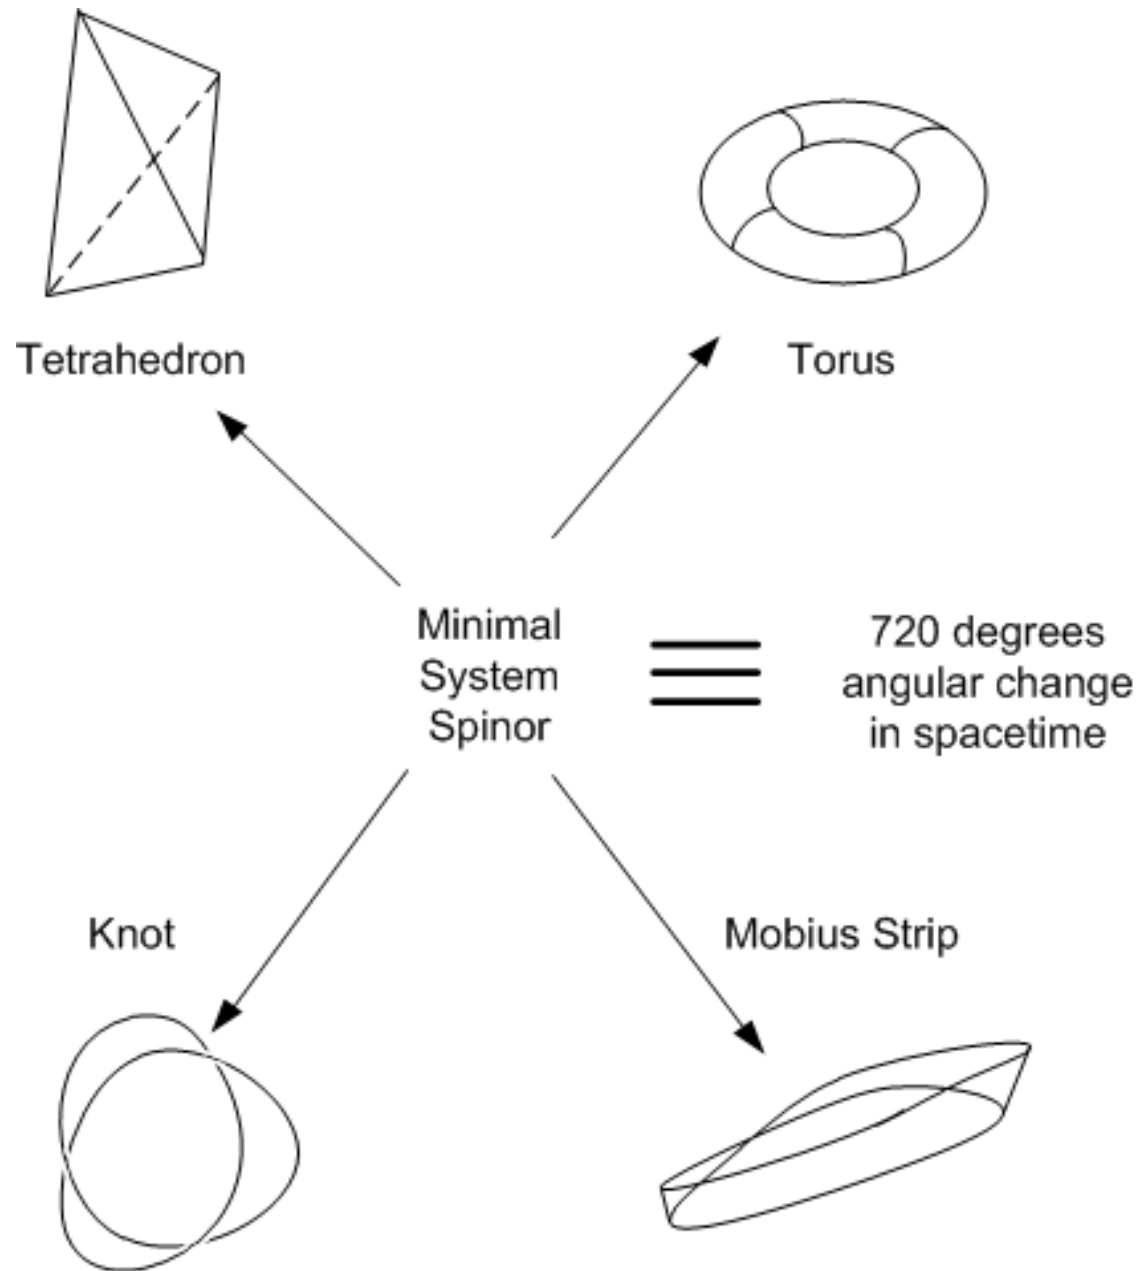 Tetrahedron
Torus
Minimal
System
Spinor
720 degrees
angular change
in spacetime
Knot
Mobius Strip